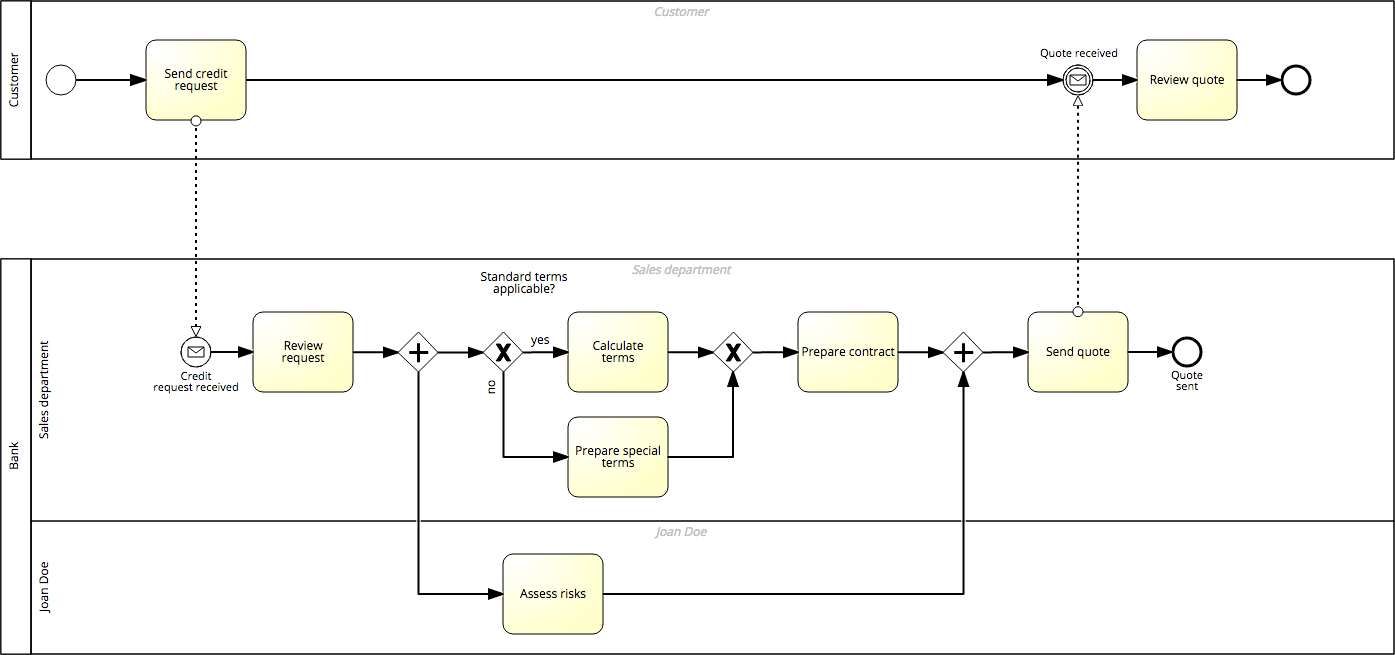 Customer
Customer
Send credit
request
Quote received
Review quote
Bank
Sales department
Sales department
Standard terms
applicable?
Credit
request received
Review
request
yes
no
Calculate
terms
Prepare special
terms
Prepare contract
Send quote
Quote
sent
Joan Doe
Joan Doe
Assess risks